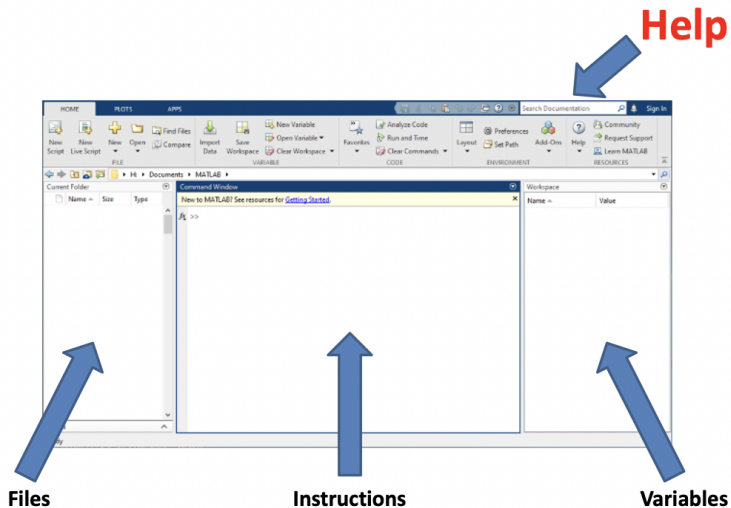 Help
HOME PLOTS APPS Search Documentation Sign In
New Script New Live Script New Open Find Files Compare Import Data Save Workspace New Variable Open Variable Clear Workspace Favorites Analyze Code Run and Time Clear Commands Layout Preferences Set Path Add-Ons Help Community Request Support Learn MATLAB
FILE VARIABLE CODE ENVIRONMENT RESOURCES
H: Documents MATLAB
Current Folder Command Window Workspace
Name Size Type New to MATLAB? See resources for Getting Started. Name Value
fx >>
Files Instructions Variables